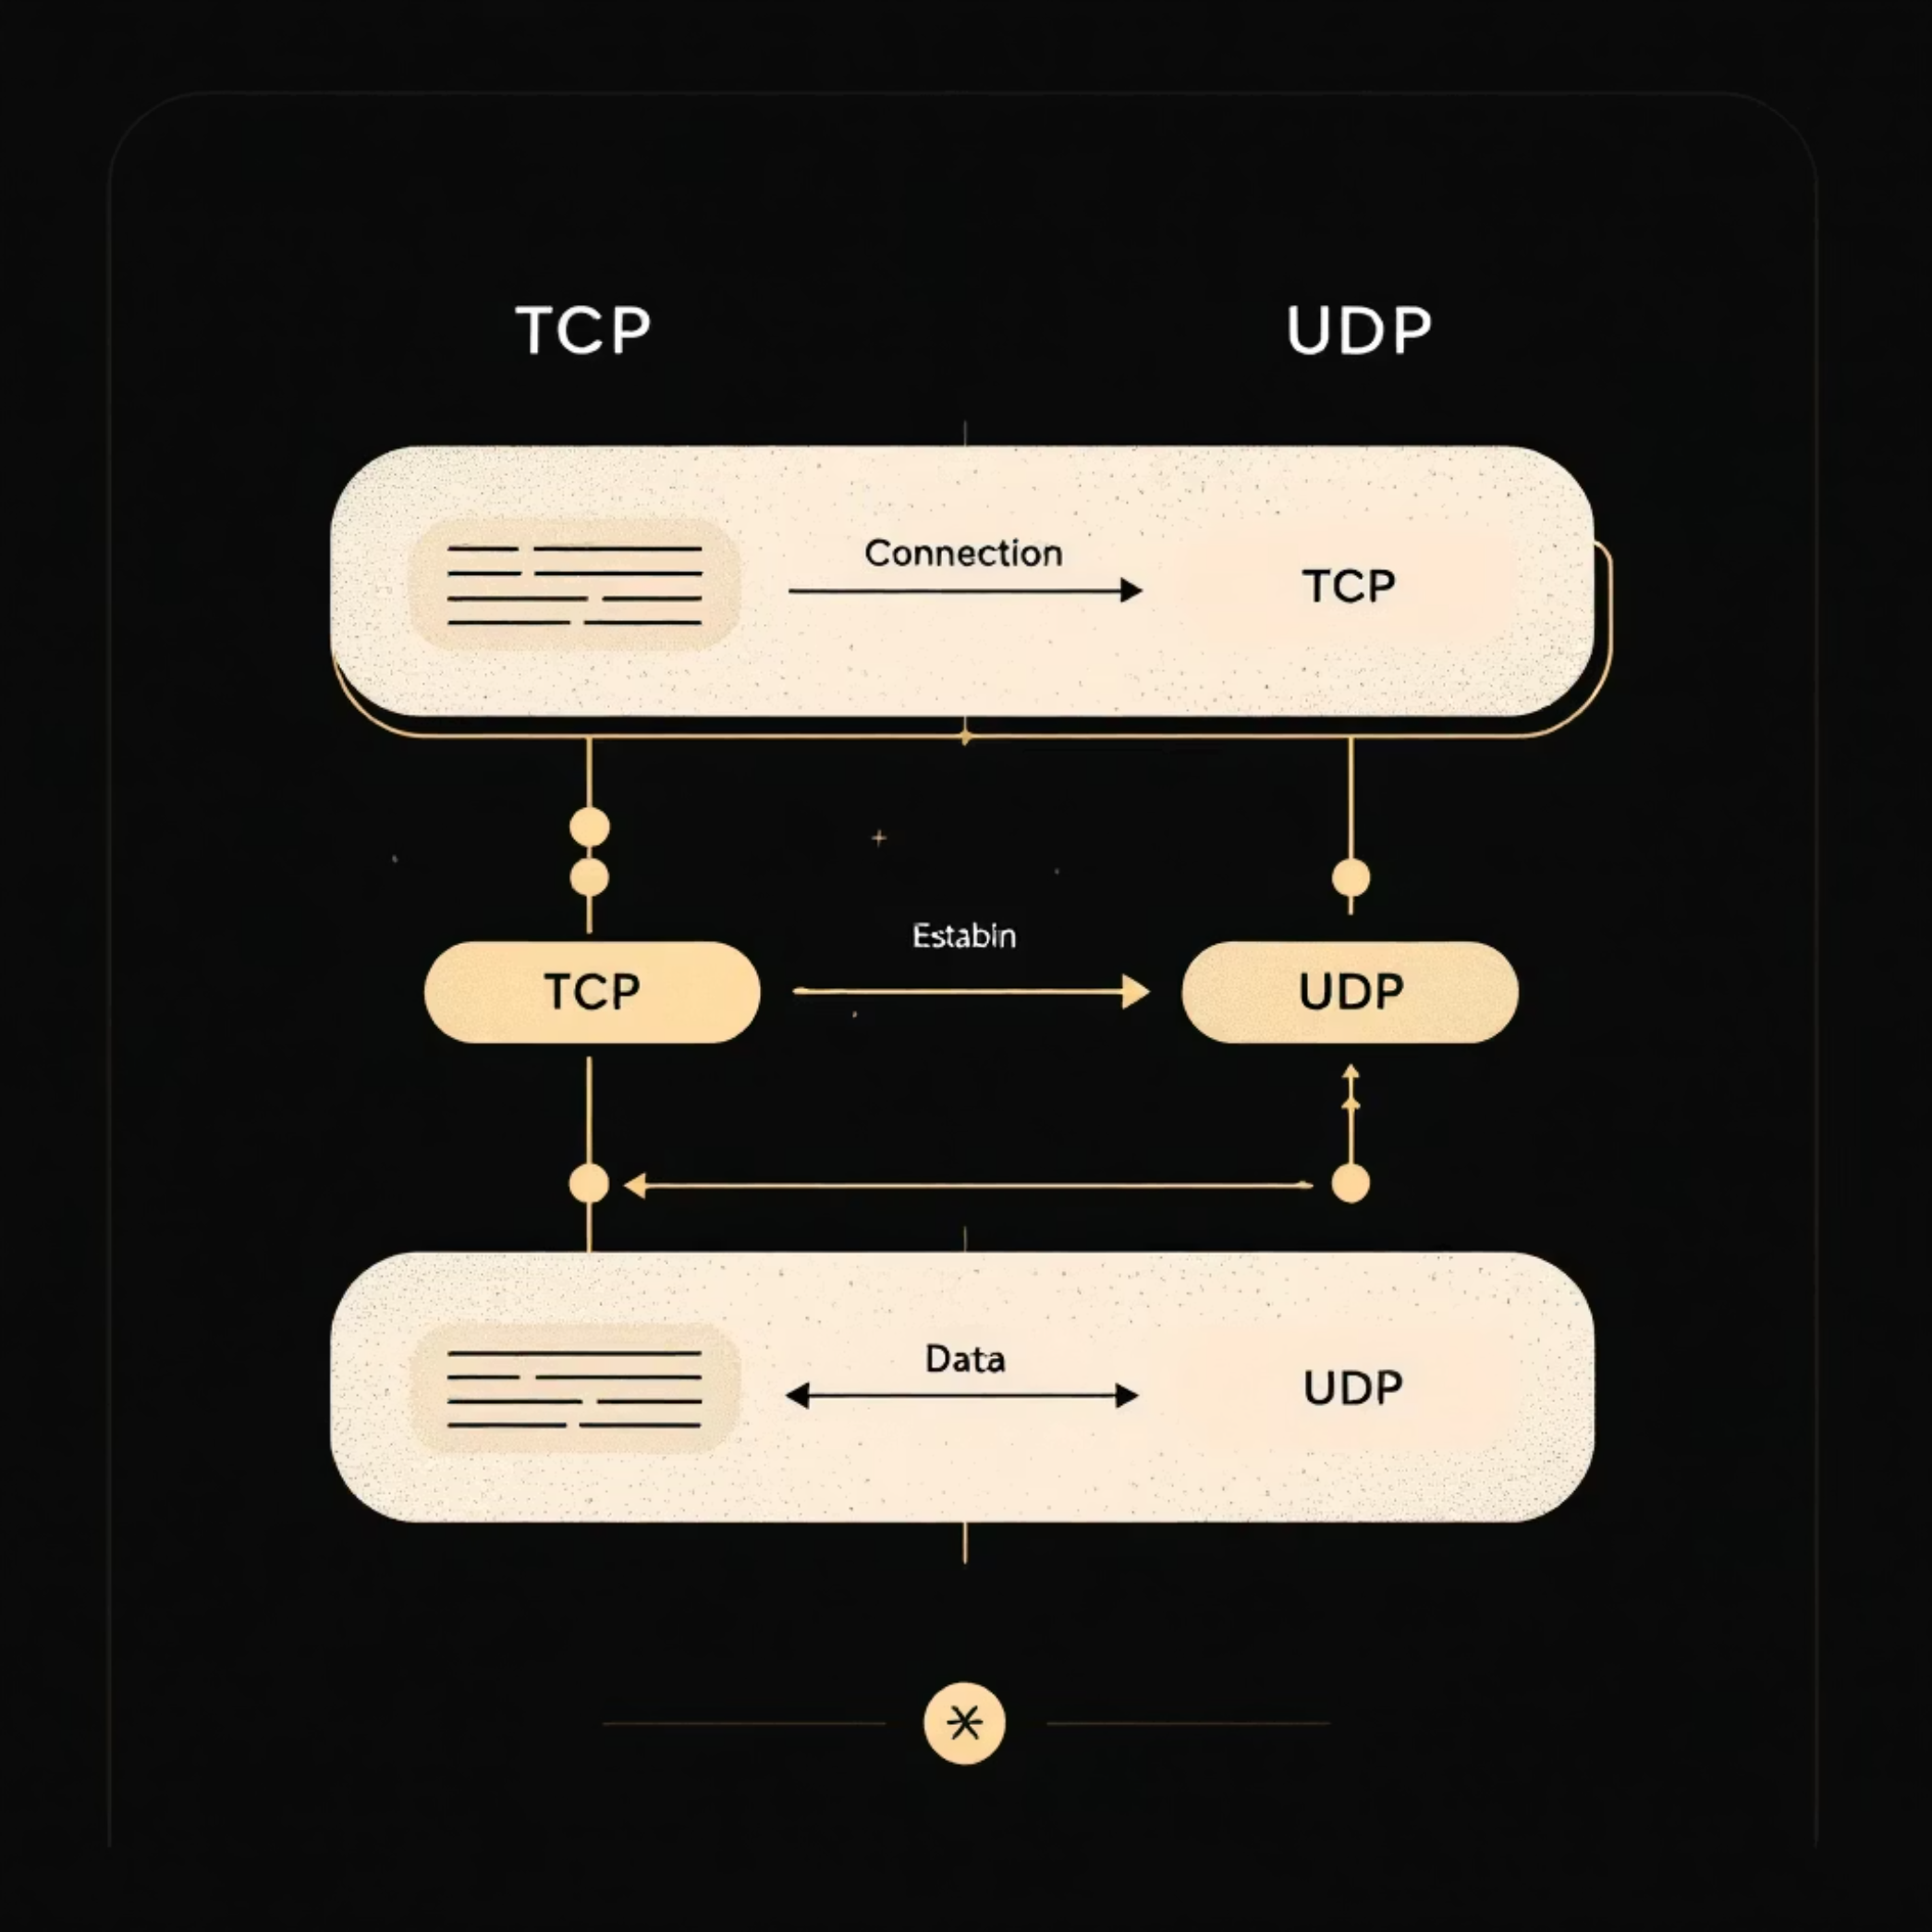 TCP
UDP
Connection
TCP
Estabin
TCP
UDP
Data
UDP